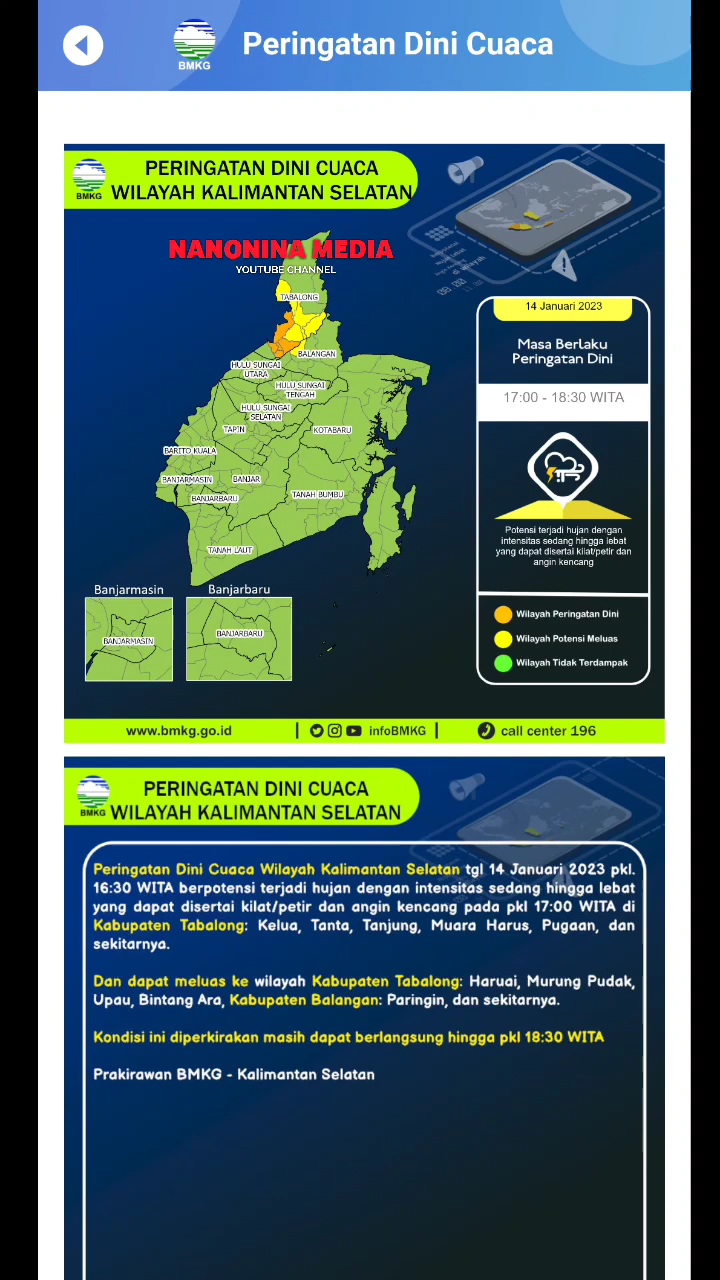 BMKG
Peringatan Dini Cuaca
BMKG
PERINGATAN DINI CUACA
WILAYAH KALIMANTAN SELATAN
NANONINA MEDIA
YOUTUBE CHANNEL
TABALONG
BALANGAN
HULU SUNGAI
UTARA
HULU SUNGAI
TENGAH
HULU SUNGAI
SELATAN
TAPIN
KOTABARU
BARITO KUALA
BANJARMASIN
BANJAR
BANJARBARU
TANAH BUMBU
TANAH LAUT
Banjarmasin
BANJARMASIN
Banjarbaru
BANJARBARU
14 Januari 2023
Masa Berlaku
Peringatan Dini
17:00 - 18:30 WITA
Potensi terjadi hujan dengan
intensitas sedang hingga lebat
yang dapat disertai kilat/petir dan
angin kencang
Wilayah Peringatan Dini
Wilayah Potensi Meluas
Wilayah Tidak Terdampak
www.bmkg.go.id
infoBMKG
call center 196
BMKG
PERINGATAN DINI CUACA
WILAYAH KALIMANTAN SELATAN
Peringatan Dini Cuaca Wilayah Kalimantan Selatan tgl 14 Januari 2023 pkl.
16:30 WITA berpotensi terjadi hujan dengan intensitas sedang hingga lebat
yang dapat disertai kilat/petir dan angin kencang pada pkl 17:00 WITA di
Kabupaten Tabalong: Kelua, Tanta, Tanjung, Muara Harus, Pugaan, dan
sekitarnya.
Dan dapat meluas ke wilayah Kabupaten Tabalong: Haruai, Murung Pudak,
Upau, Bintang Ara, Kabupaten Balangan: Paringin, dan sekitarnya.
Kondisi ini diperkirakan masih dapat berlangsung hingga pkl 18:30 WITA
Prakirawan BMKG - Kalimantan Selatan